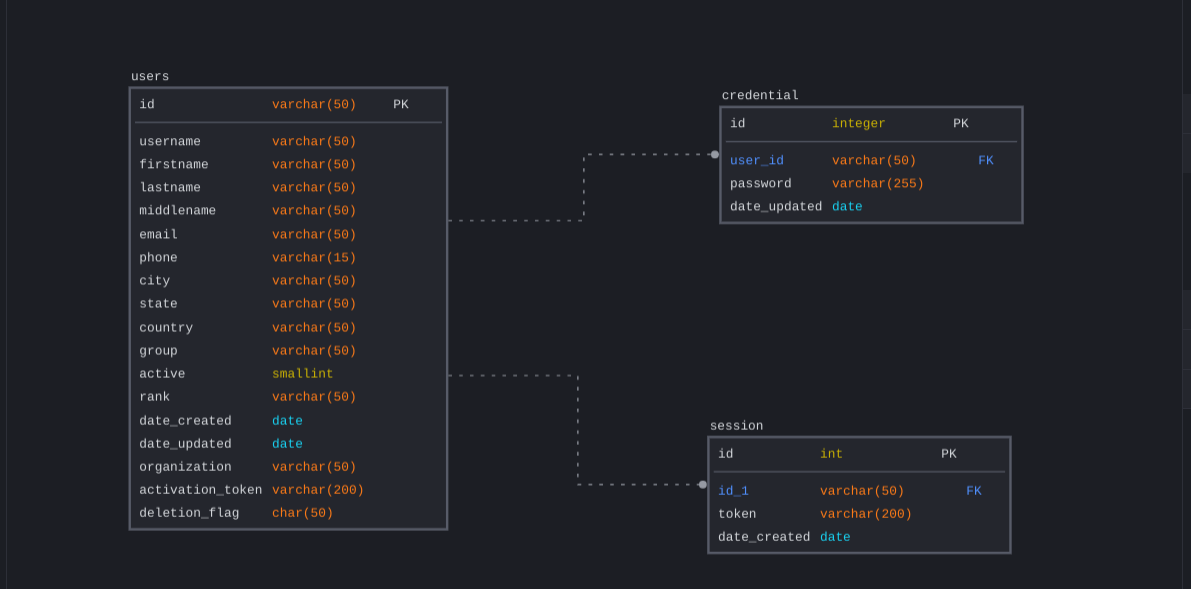 users
id varchar(50) PK
username varchar(50)
firstname varchar(50)
lastname varchar(50)
middlename varchar(50)
email varchar(50)
phone varchar(15)
city varchar(50)
state varchar(50)
country varchar(50)
group varchar(50)
active smallint
rank varchar(50)
date_created date
date_updated date
organization varchar(50)
activation_token varchar(200)
deletion_flag char(50)
credential
id integer PK
user_id varchar(50) FK
password varchar(255)
date_updated date
session
id int PK
id_1 varchar(50) FK
token varchar(200)
date_created date